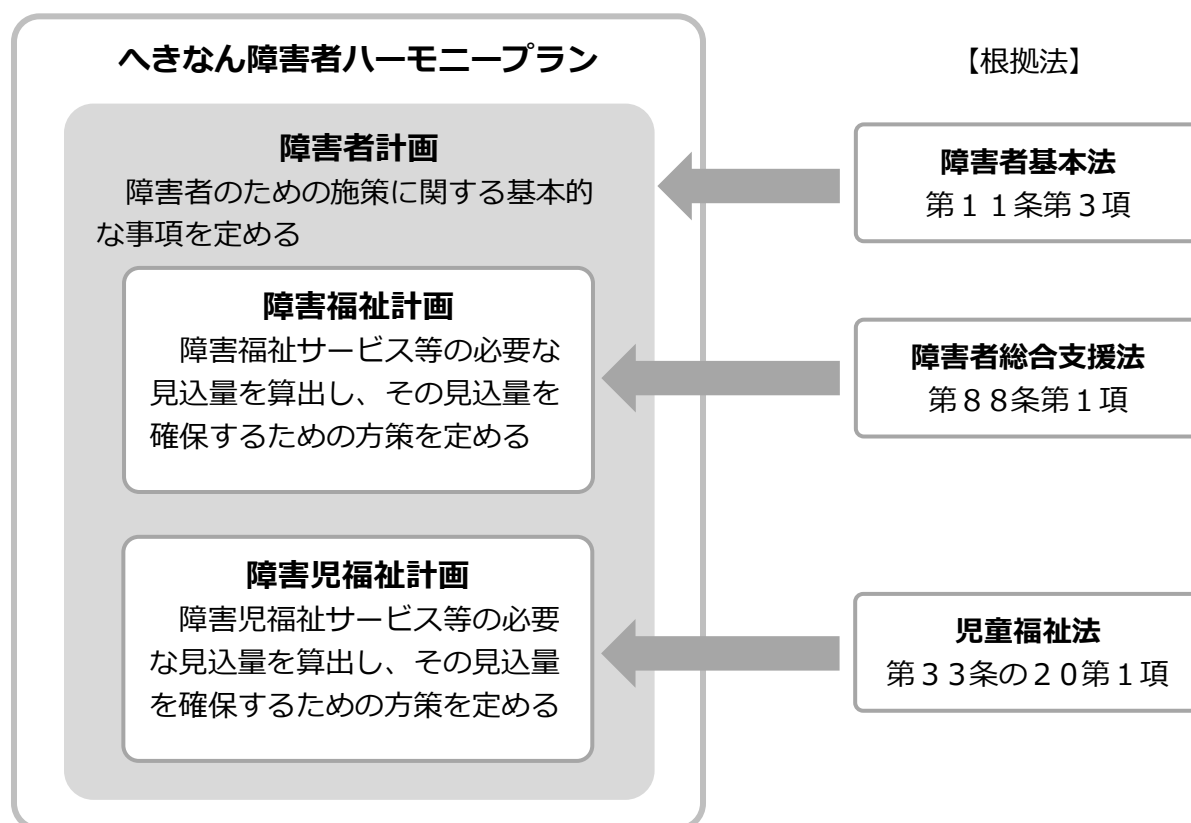 へきなん障害者ハーモニープラン
【根拠法】
障害者計画
障害者のための施策に関する基本的
な事項を定める
障害者基本法
第１１条第３項
障害福祉計画
障害福祉サービス等の必要な
見込量を算出し、その見込量を
確保するための方策を定める
障害者総合支援法
第８８条第１項
障害児福祉計画
障害児福祉サービス等の必要
な見込量を算出し、その見込量
を確保するための方策を定める
児童福祉法
第３３条の２０第１項